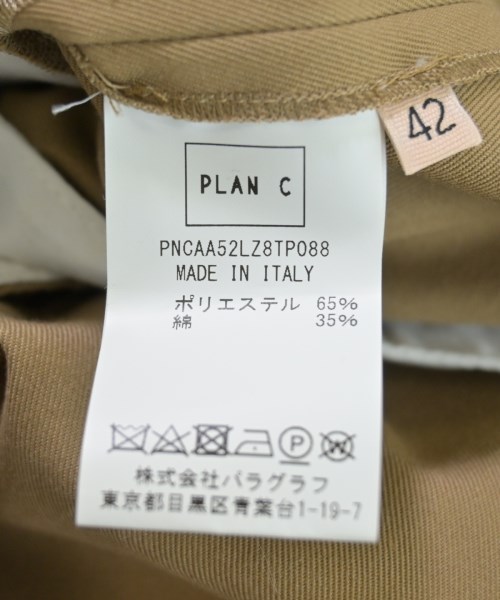 42
PLAN C
PNCAA52LZ8TP088
MADE IN ITALY
ポリエステル 65%
綿 35%
P W
株式会社パラグラフ
東京都目黒区青葉台1-19-7